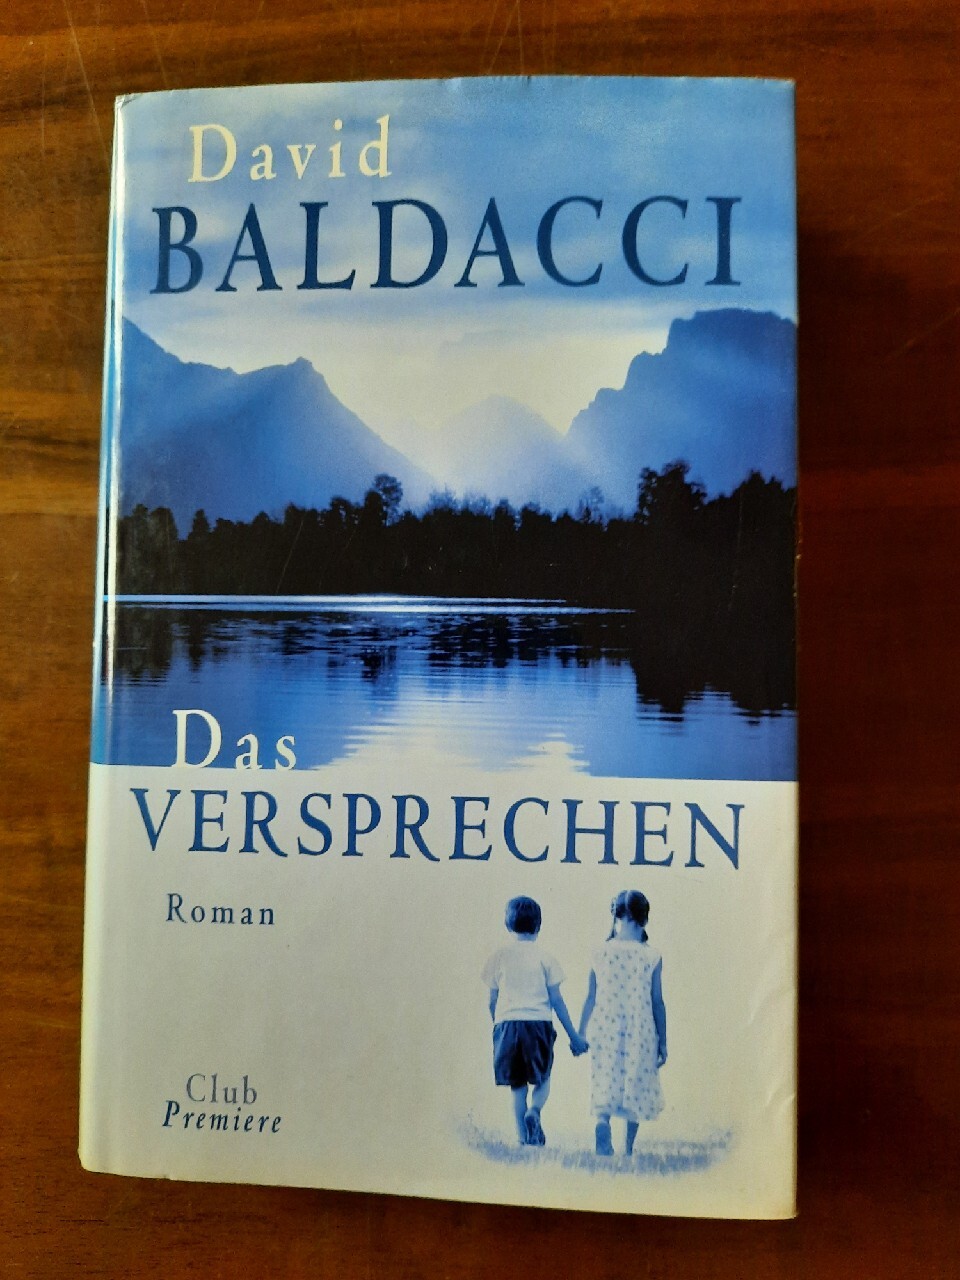 David
BALDACCI
Das
VERSPRECHEN
Roman
Club
Premiere